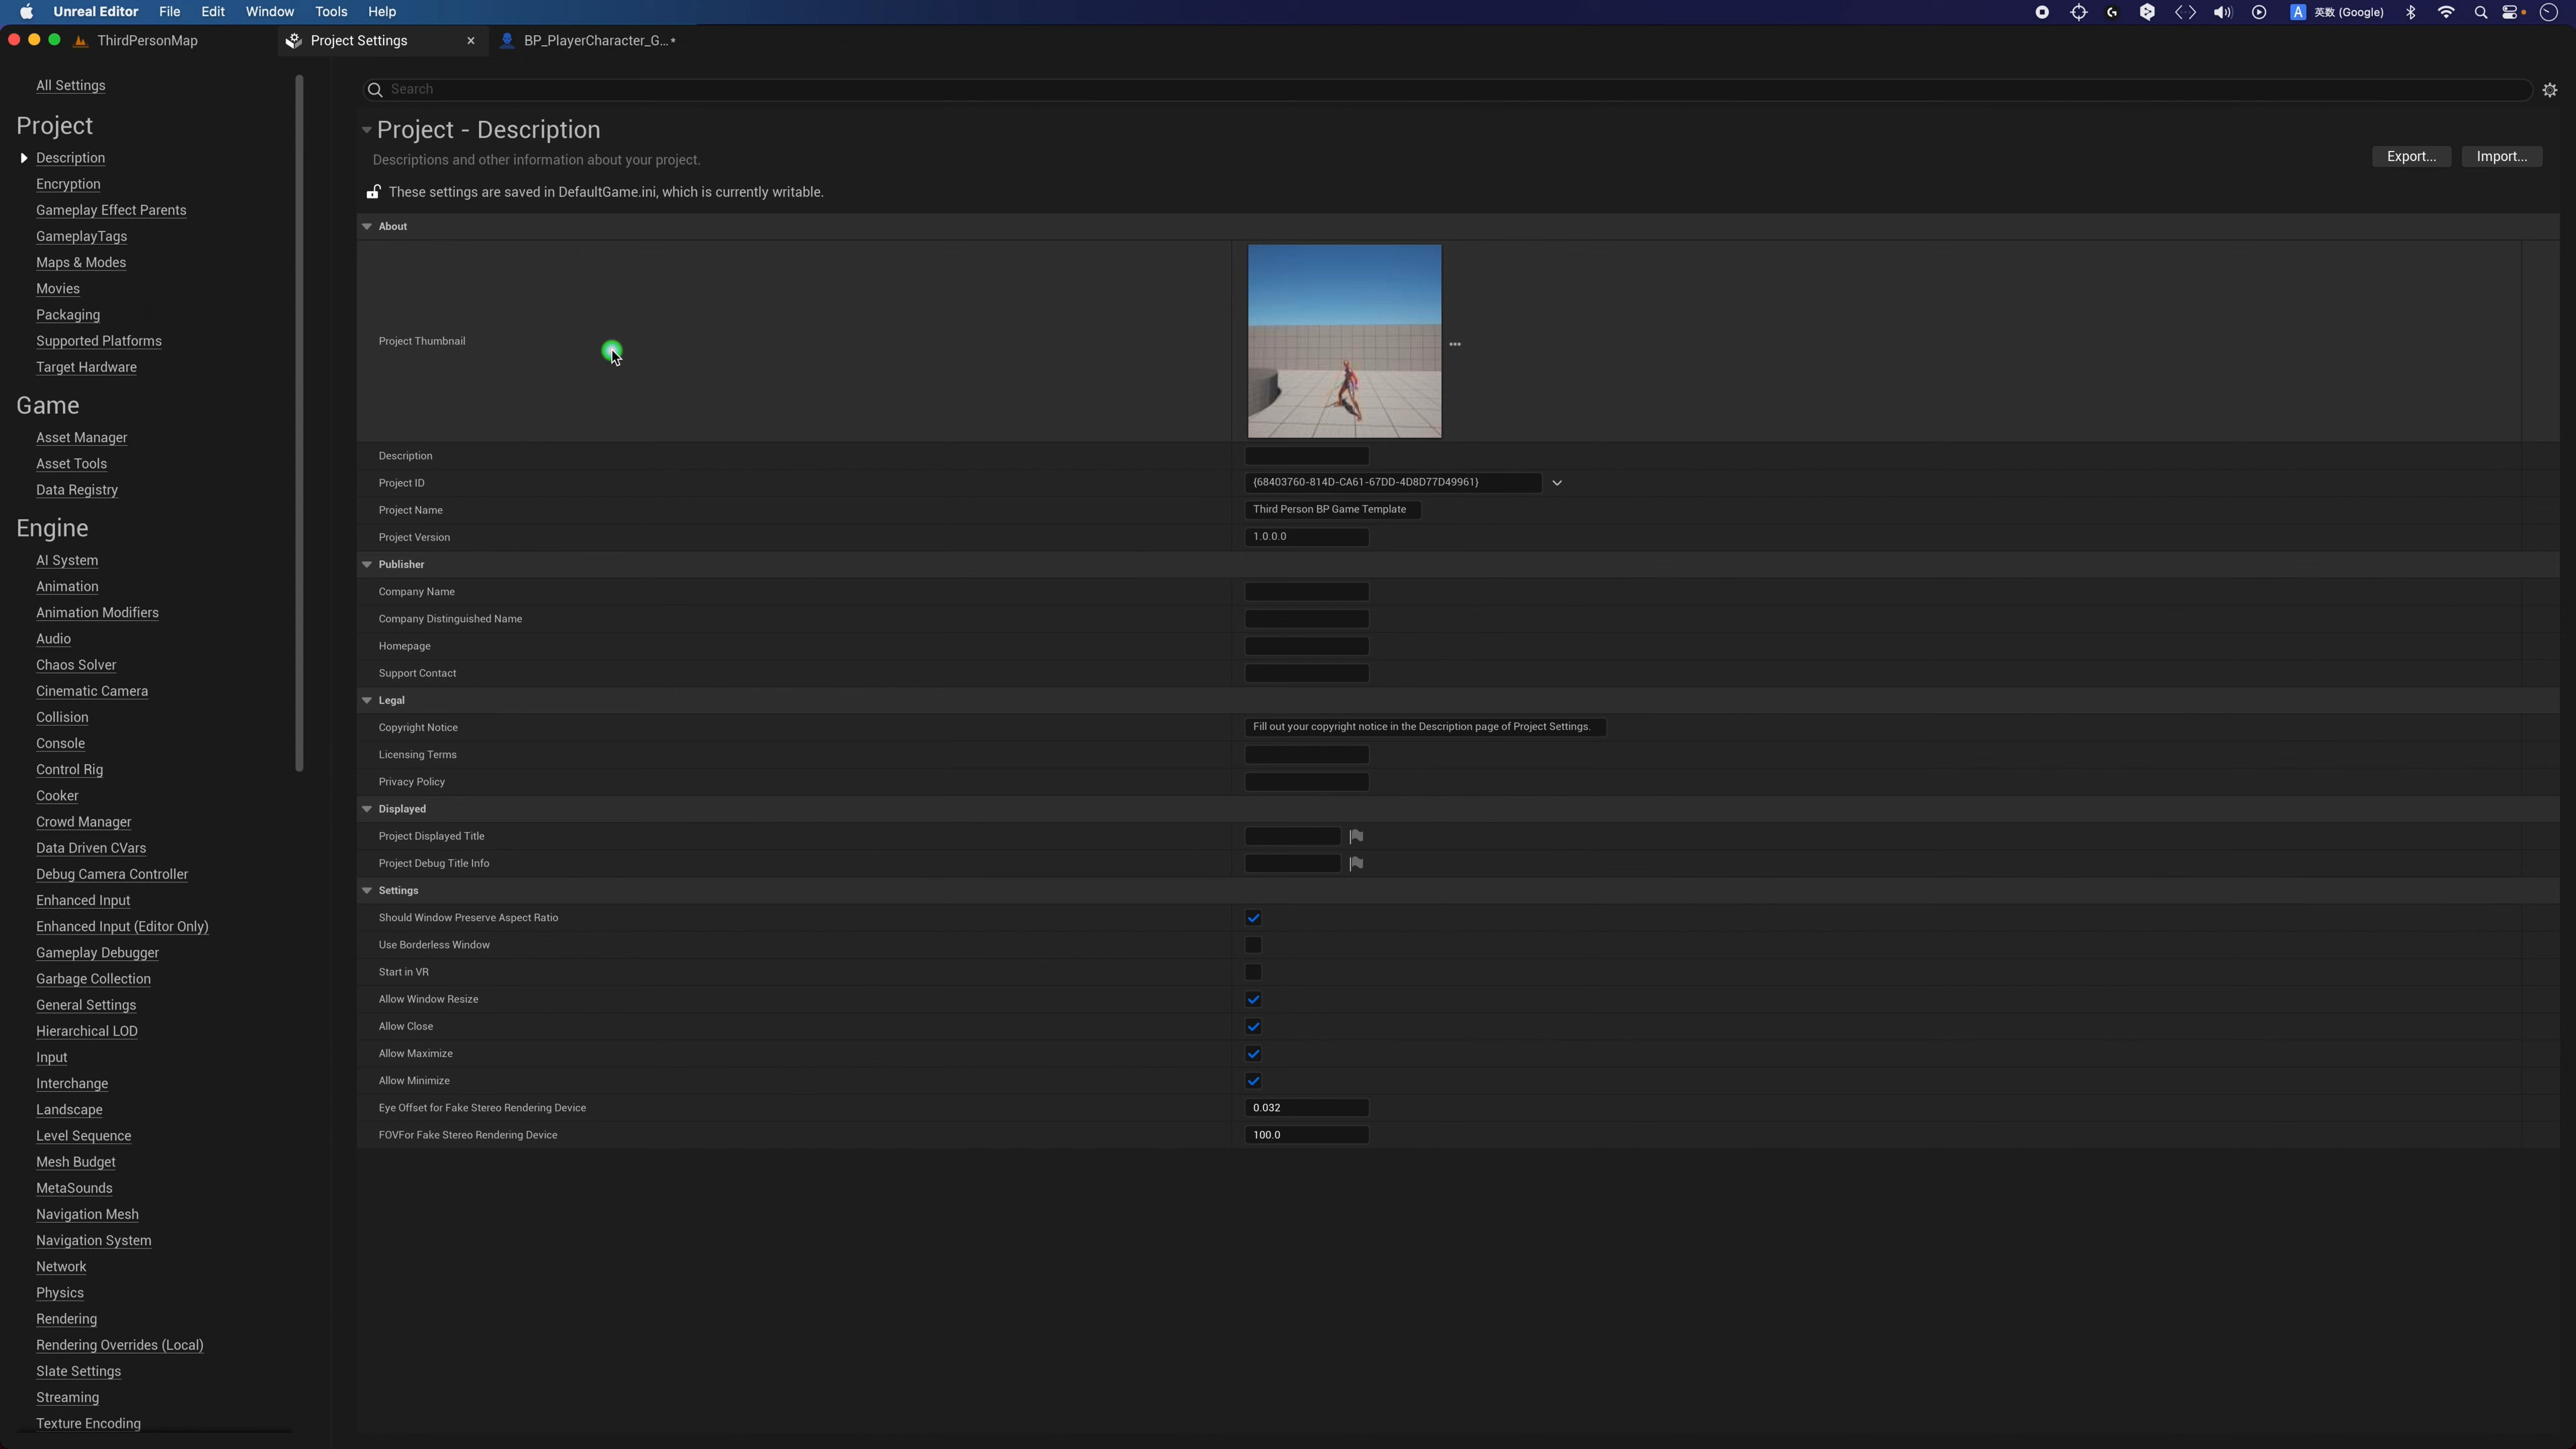 Unreal Editor File Edit Window Tools Help A 英数 (Google)
ThirdPersonMap Project Settings BP_PlayerCharacter_G...*
All Settings
Project
Description
Encryption
Gameplay Effect Parents
GameplayTags
Maps & Modes
Movies
Packaging
Supported Platforms
Target Hardware
Game
Asset Manager
Asset Tools
Data Registry
Engine
AI System
Animation
Animation Modifiers
Audio
Chaos Solver
Cinematic Camera
Collision
Console
Control Rig
Cooker
Crowd Manager
Data Driven CVars
Debug Camera Controller
Enhanced Input
Enhanced Input (Editor Only)
Gameplay Debugger
Garbage Collection
General Settings
Hierarchical LOD
Input
Interchange
Landscape
Level Sequence
Mesh Budget
MetaSounds
Navigation Mesh
Navigation System
Network
Physics
Rendering
Rendering Overrides (Local)
Slate Settings
Streaming
Texture Encoding
Search
Project - Description
Descriptions and other information about your project.
Export... Import...
These settings are saved in DefaultGame.ini, which is currently writable.
About
Project Thumbnail
Description
Project ID {68403760-814D-CA61-67DD-4D8D77D49961}
Project Name Third Person BP Game Template
Project Version 1.0.0.0
Publisher
Company Name
Company Distinguished Name
Homepage
Support Contact
Legal
Copyright Notice Fill out your copyright notice in the Description page of Project Settings.
Licensing Terms
Privacy Policy
Displayed
Project Displayed Title
Project Debug Title Info
Settings
Should Window Preserve Aspect Ratio
Use Borderless Window
Start in VR
Allow Window Resize
Allow Close
Allow Maximize
Allow Minimize
Eye Offset for Fake Stereo Rendering Device 0.032
FOVFor Fake Stereo Rendering Device 100.0